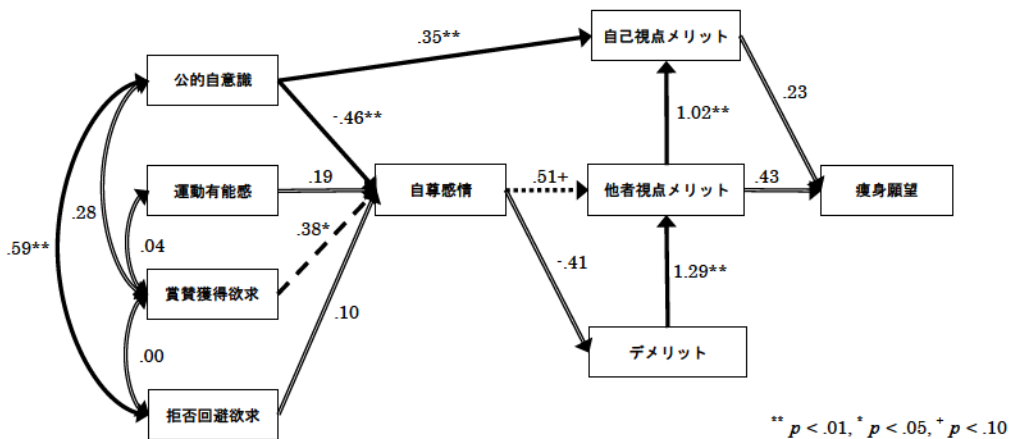 自己視点メリット
.35**
公的自意識
-.46**
.23
1.02**
運動有能感
.19
自尊感情
.51+
他者視点メリット
.43
痩身願望
.28
.38*
.59**
.04
-.41
1.29**
賞賛獲得欲求
.10
デメリット
.00
拒否回避欲求
** p < .01, * p < .05, + p < .10